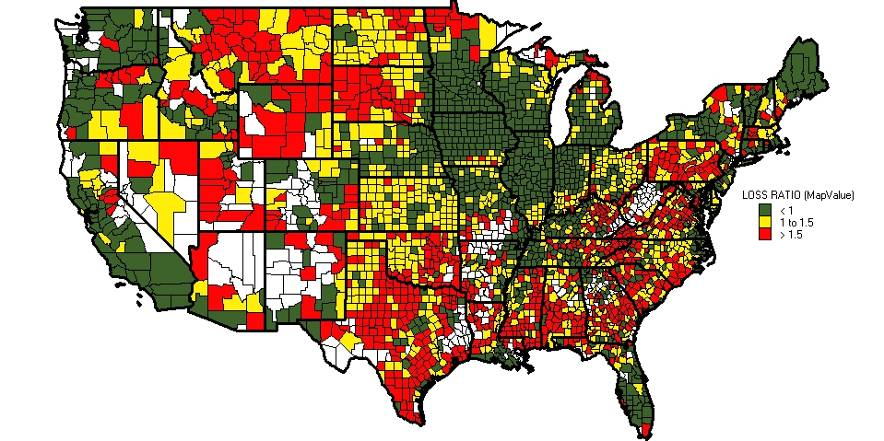 LOSS RATIO (MapValue)
< 1
1 to 1.5
> 1.5